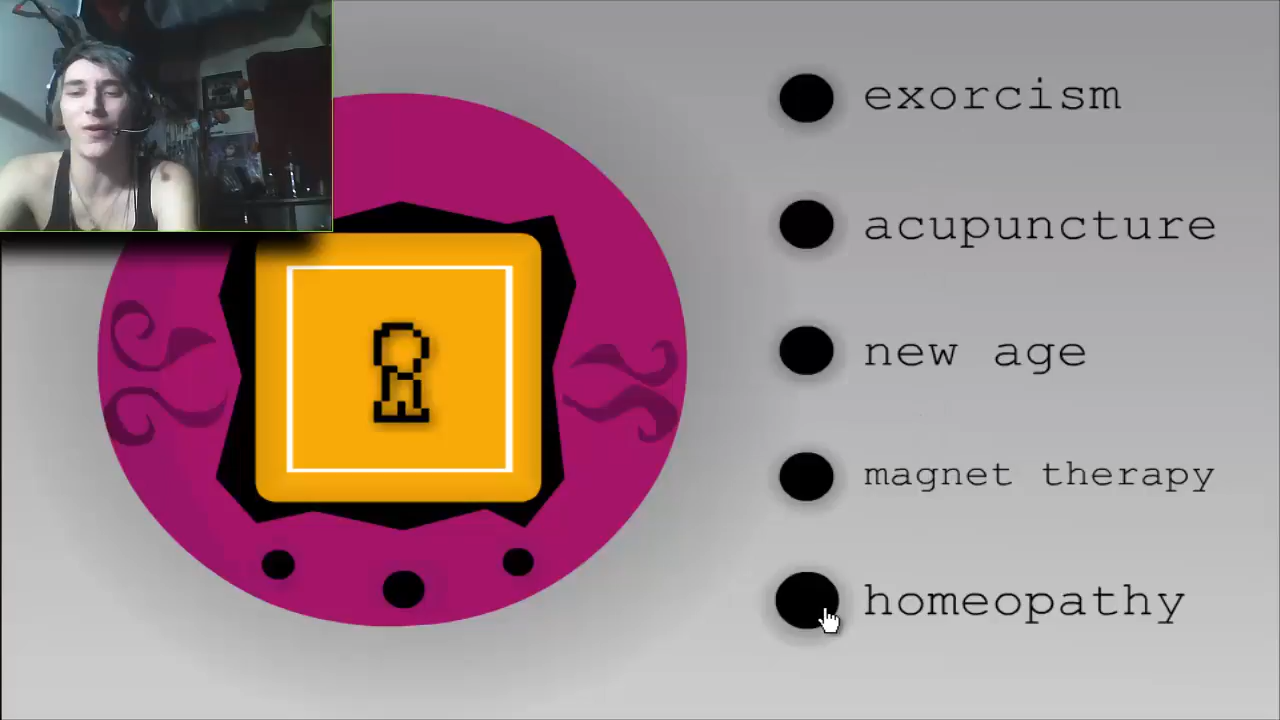 exorcism
acupuncture
new age
magnet therapy
homeopathy